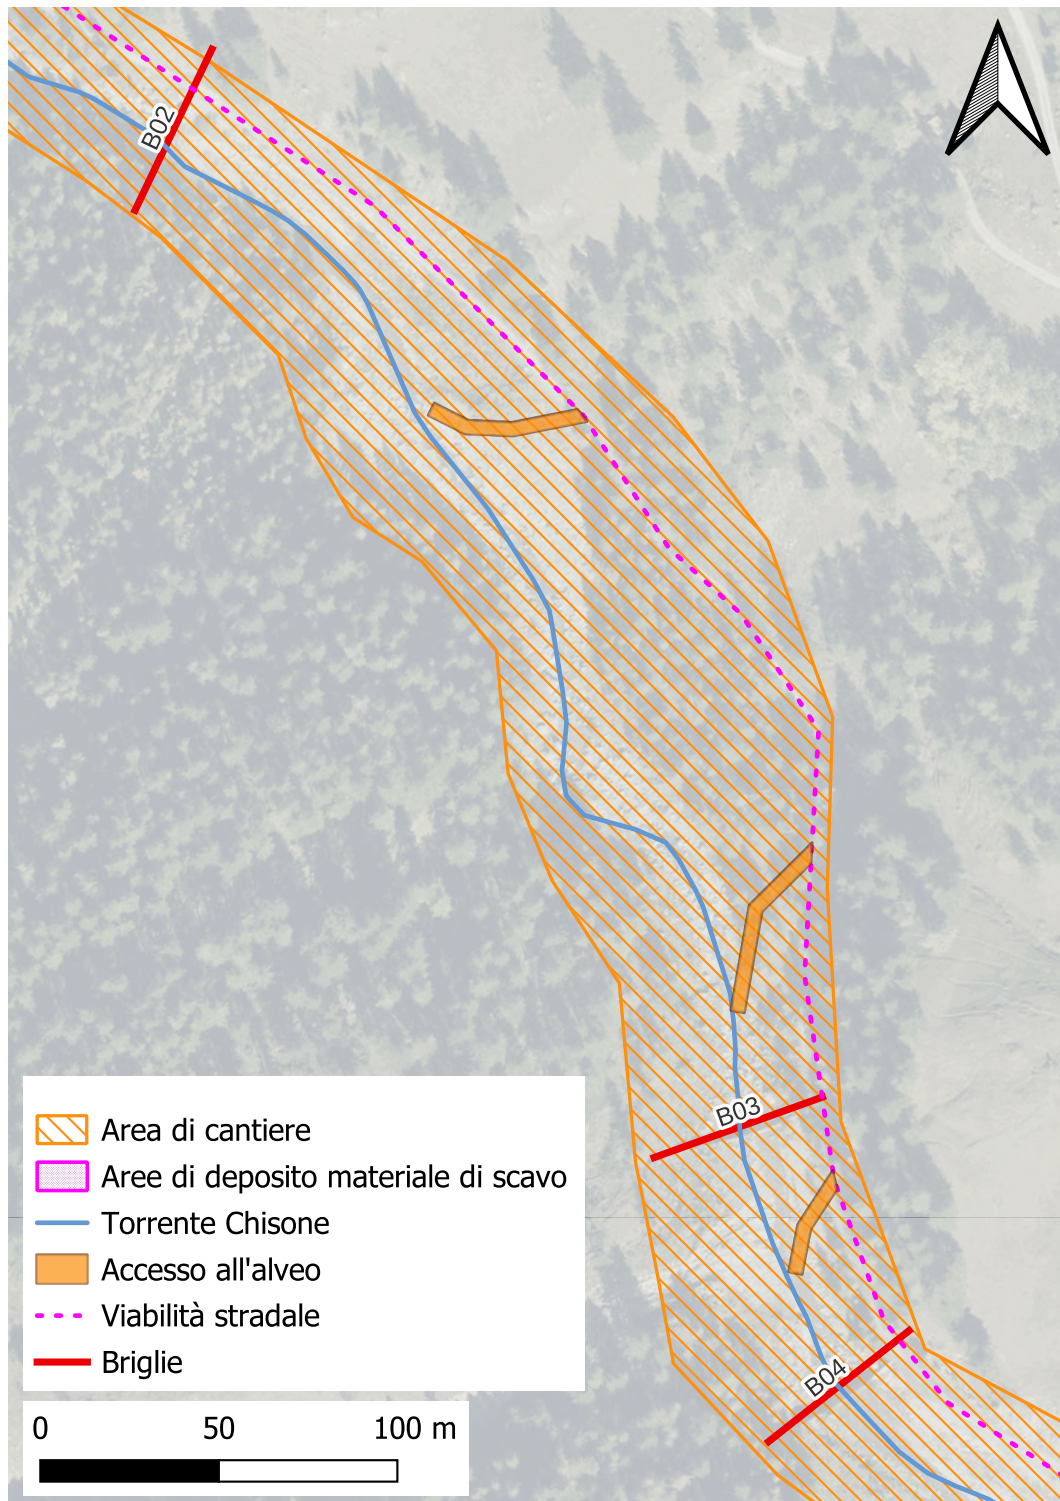 B02
B03
B04
Area di cantiere
Aree di deposito materiale di scavo
Torrente Chisone
Accesso all'alveo
Viabilità stradale
Briglie
0 50 100 m